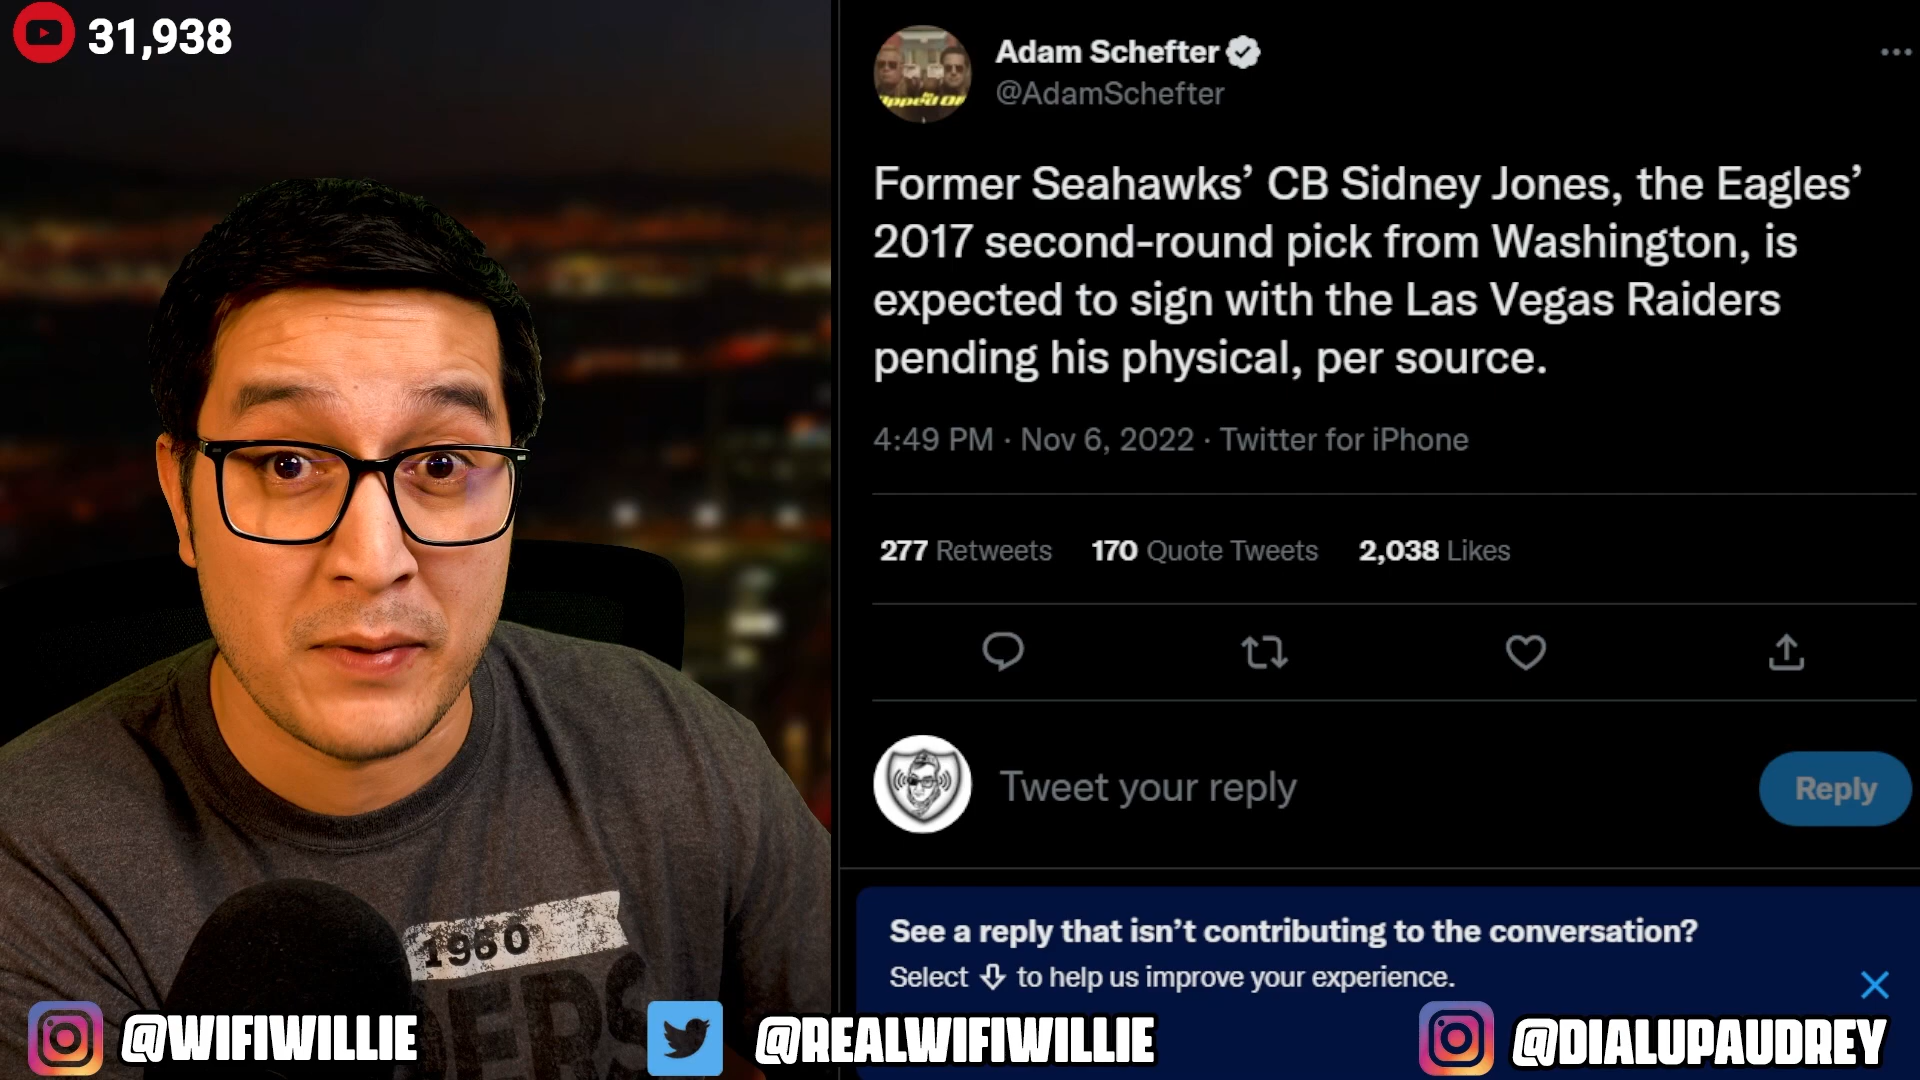 31,938
Adam Schefter
@AdamSchefter
Former Seahawks’ CB Sidney Jones, the Eagles’
2017 second-round pick from Washington, is
expected to sign with the Las Vegas Raiders
pending his physical, per source.
4:49 PM · Nov 6, 2022 · Twitter for iPhone
277 Retweets 170 Quote Tweets 2,038 Likes
Tweet your reply
Reply
See a reply that isn’t contributing to the conversation?
Select to help us improve your experience.
1960
@WIFIWILLIE
@REALWIFIWILLIE
@DIALUPAUDREY